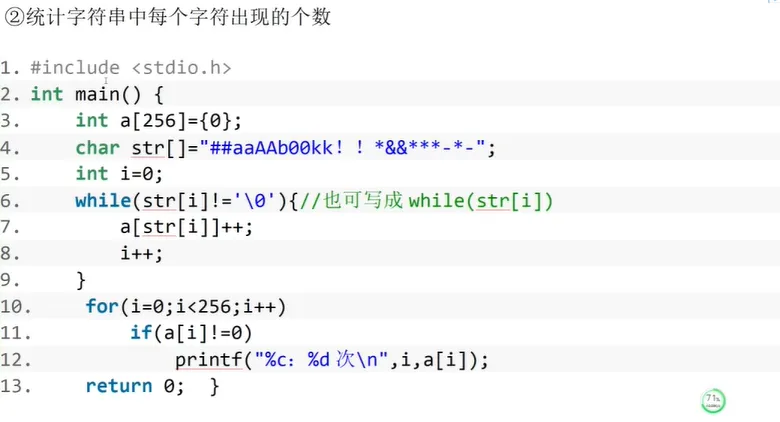 ②统计字符串中每个字符出现的个数
1. #include <stdio.h>
2. int main() {
3. int a[256]={0};
4. char str[]="##aaAAb00kk！！*&&***-*-";
5. int i=0;
6. while(str[i]!='\0'){//也可写成 while(str[i])
7. a[str[i]]++;
8. i++;
9. }
10. for(i=0;i<256;i++)
11. if(a[i]!=0)
12. printf("%c：%d 次\n",i,a[i]);
13. return 0; }
71%